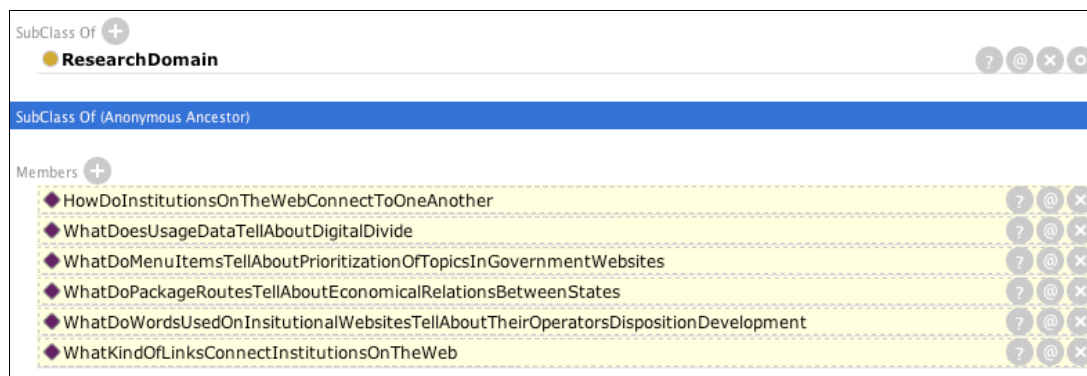 SubClass Of
ResearchDomain
SubClass Of (Anonymous Ancestor)
Members
HowDoInstitutionsOnTheWebConnectToOneAnother
WhatDoesUsageDataTellAboutDigitalDivide
WhatDoMenuItemsTellAboutPrioritizationOfTopicsInGovernmentWebsites
WhatDoPackageRoutesTellAboutEconomicalRelationsBetweenStates
WhatDoWordsUsedOnInsitutionalWebsitesTellAboutTheirOperatorsDispositionDevelopment
WhatKindOfLinksConnectInstitutionsOnTheWeb